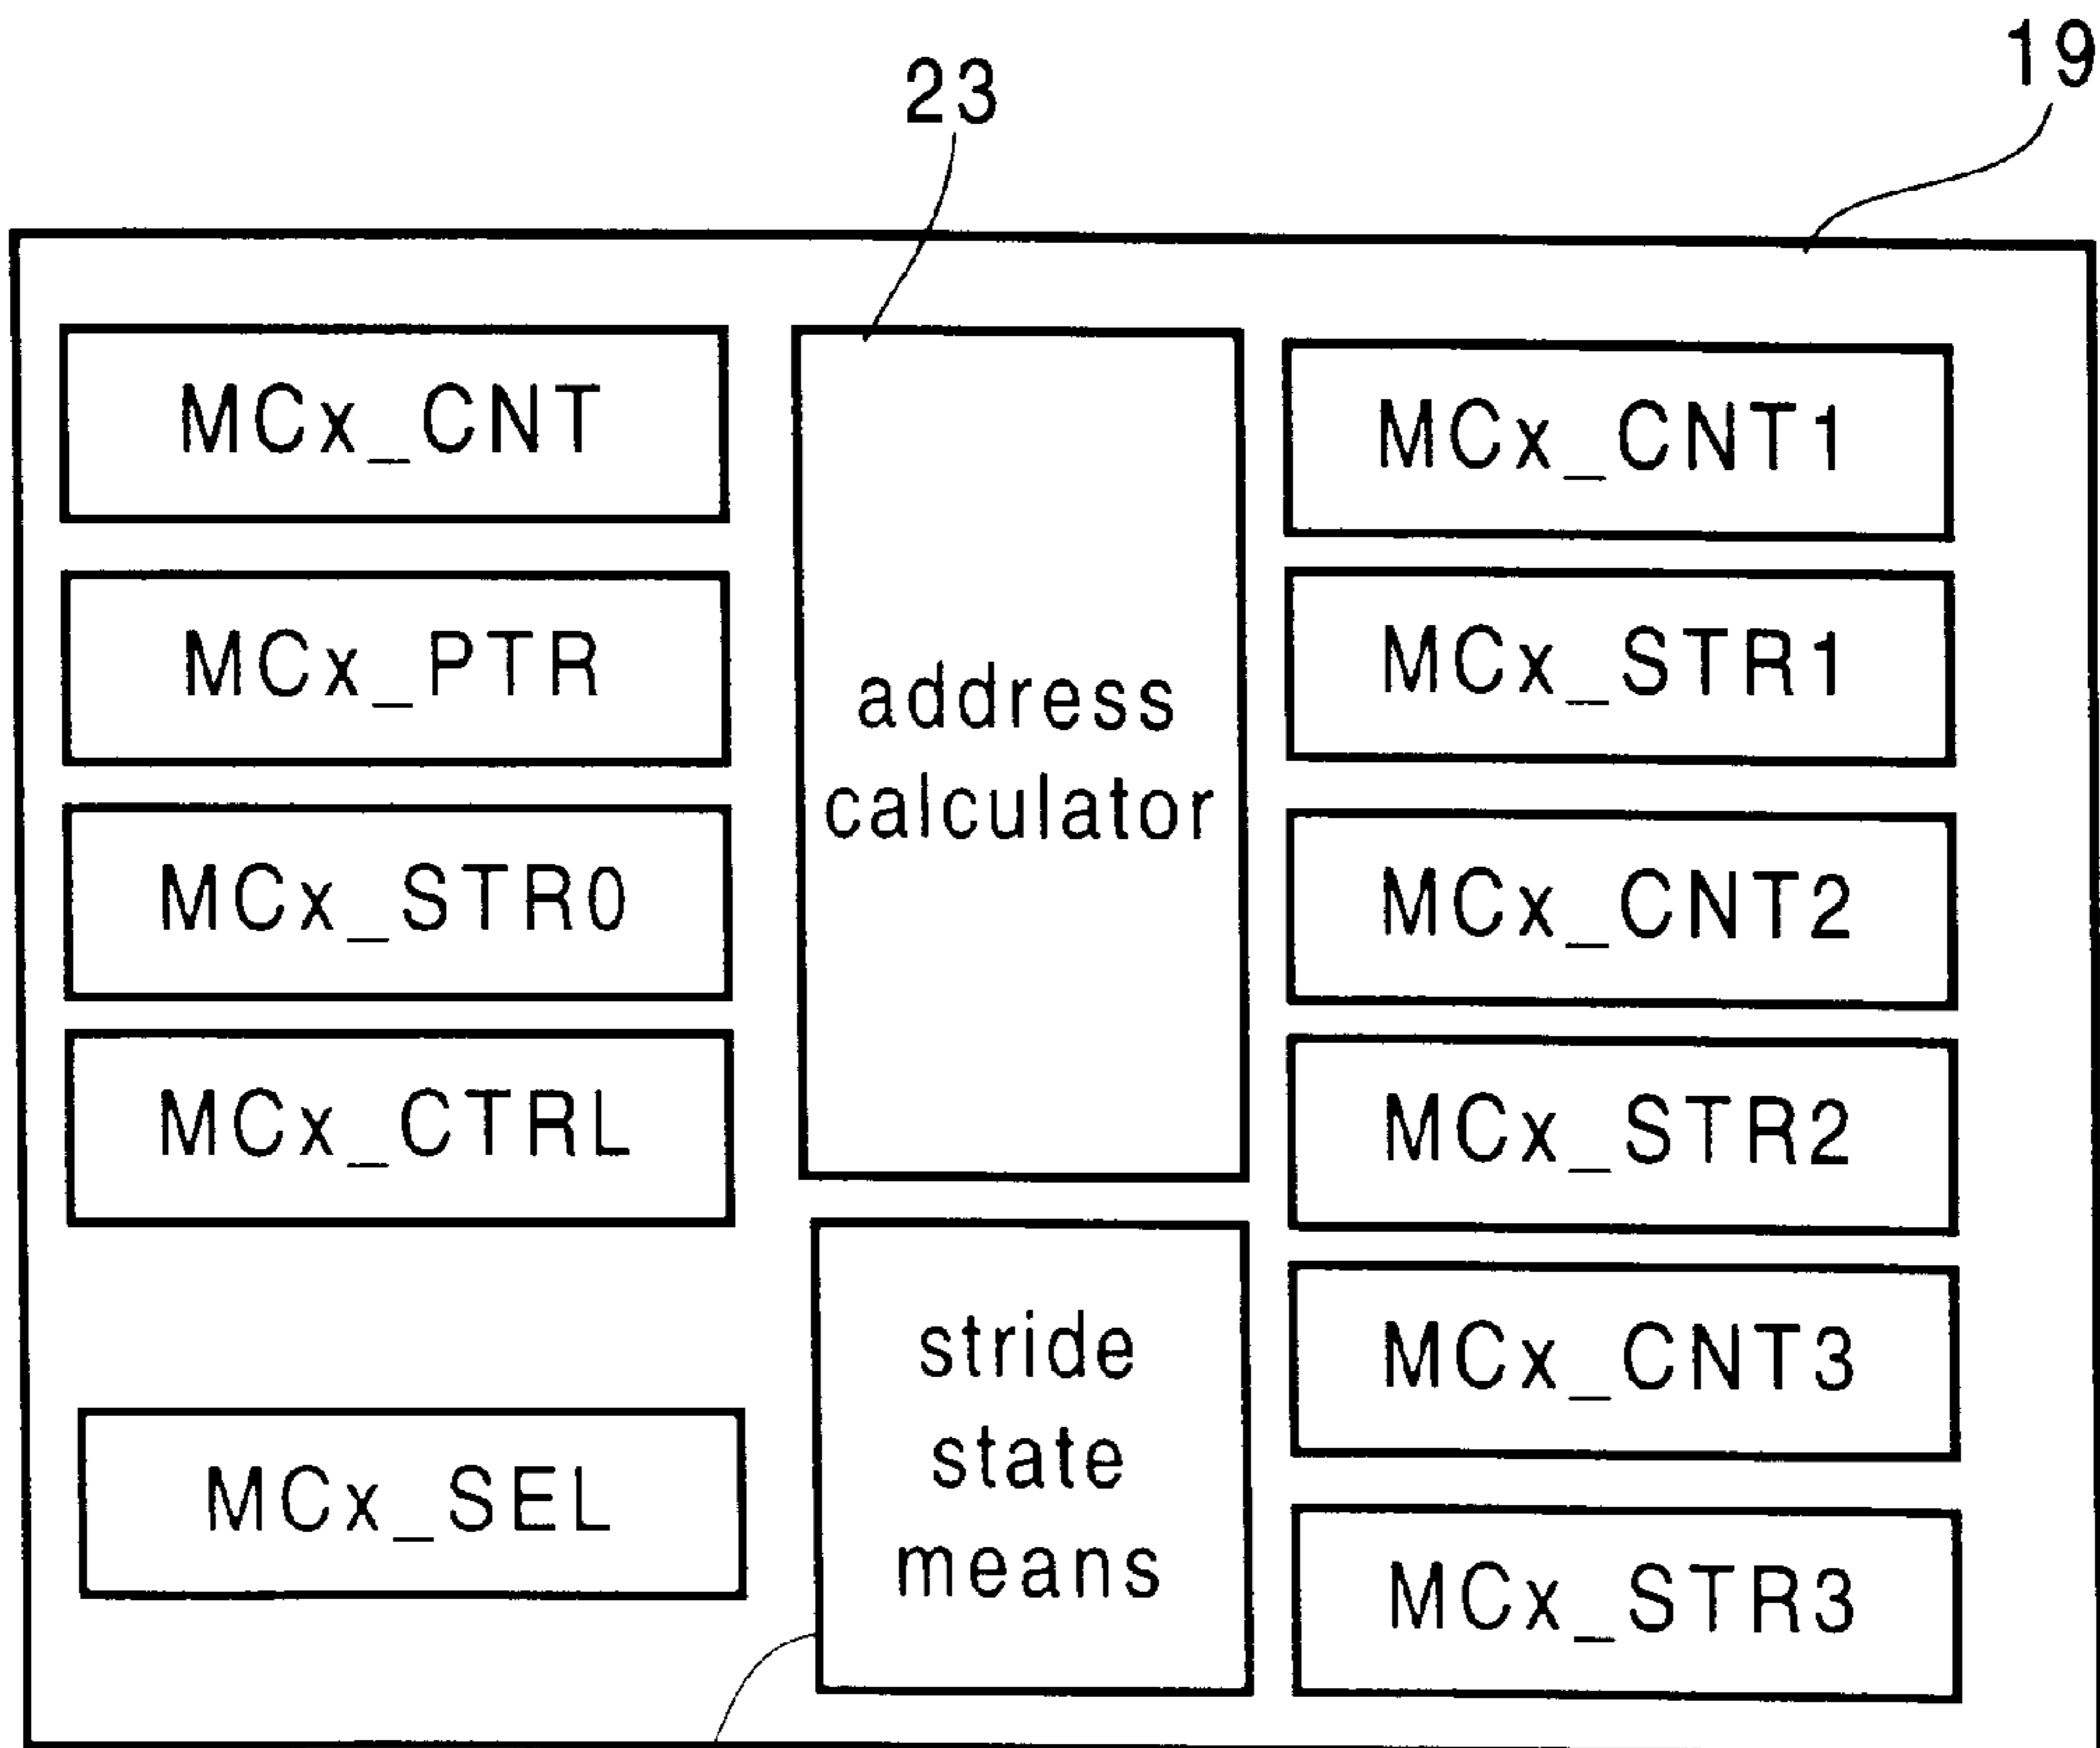 23
19
MCx_CNT
MCx_PTR
MCx_STR0
MCx_CTRL
MCx_SEL
address
calculator
stride
state
means
MCx_CNT1
MCx_STR1
MCx_CNT2
MCx_STR2
MCx_CNT3
MCx_STR3